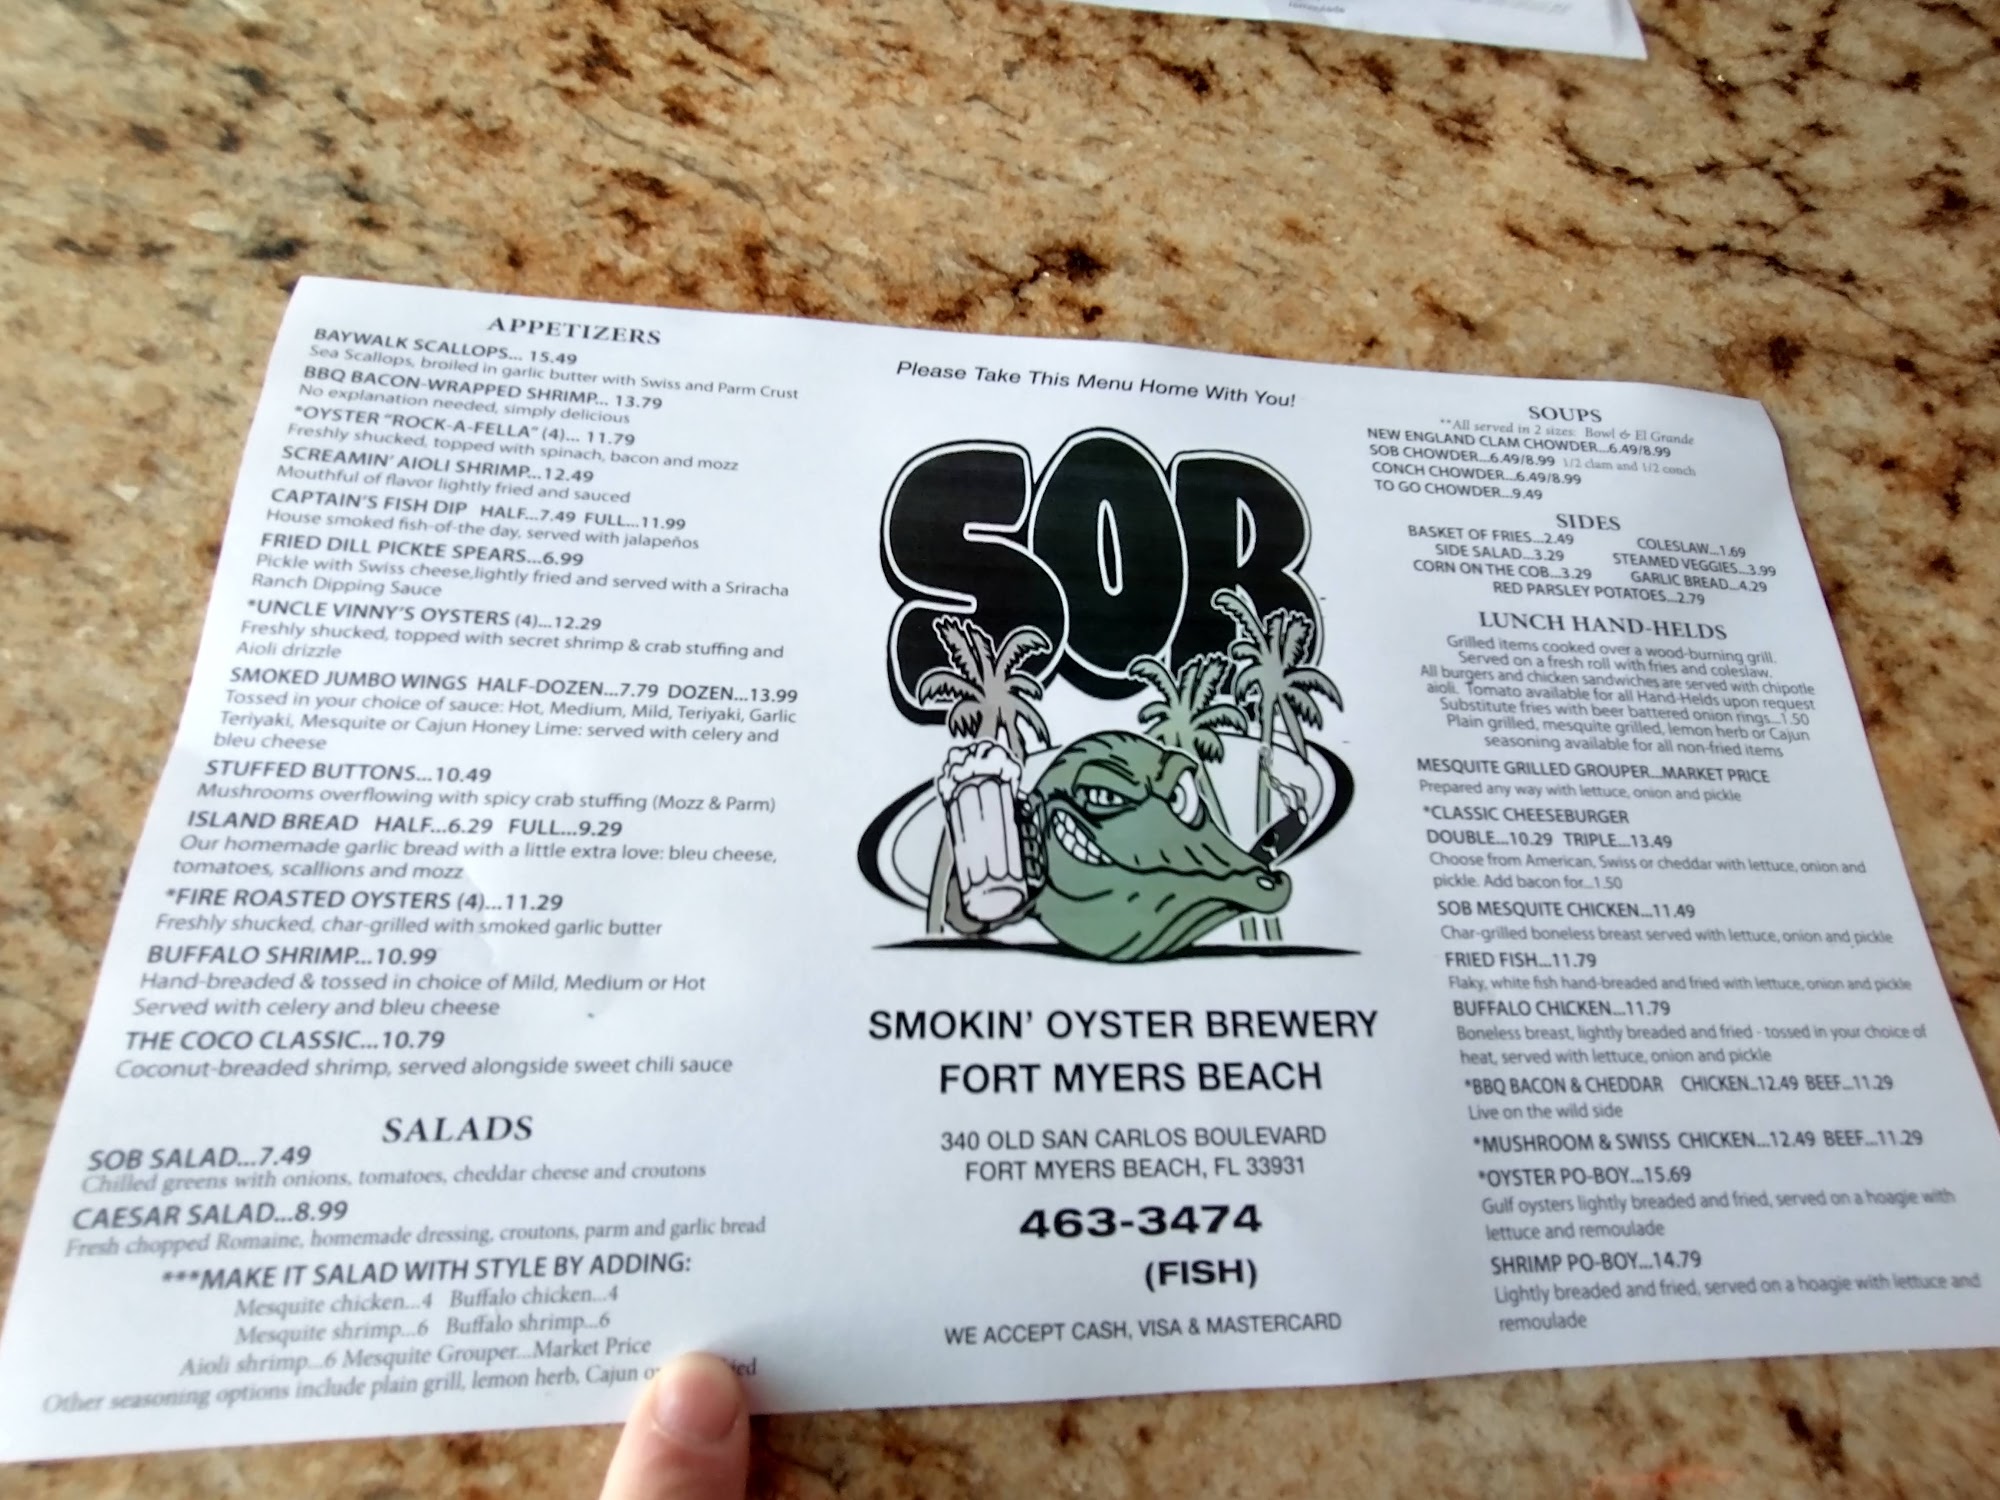 remoulade
APPETIZERS
BAYWALK SCALLOPS... 15.49
Sea Scallops, broiled in garlic butter with Swiss and Parm Crust
BBQ BACON-WRAPPED SHRIMP... 13.79
No explanation needed, simply delicious
*OYSTER "ROCK-A-FELLA" (4)... 11.79
Freshly shucked, topped with spinach, bacon and mozz
SCREAMIN' AIOLI SHRIMP...12.49
Mouthful of flavor lightly fried and sauced
CAPTAIN'S FISH DIP HALF...7.49 FULL...11.99
House smoked fish-of-the day, served with jalapeños
FRIED DILL PICKLE SPEARS...6.99
Pickle with Swiss cheese,lightly fried and served with a Sriracha
Ranch Dipping Sauce
*UNCLE VINNY'S OYSTERS (4)...12.29
Freshly shucked, topped with secret shrimp & crab stuffing and
Aioli drizzle
SMOKED JUMBO WINGS HALF-DOZEN...7.79 DOZEN...13.99
Tossed in your choice of sauce: Hot, Medium, Mild, Teriyaki, Garlic
Teriyaki, Mesquite or Cajun Honey Lime: served with celery and
bleu cheese
STUFFED BUTTONS...10.49
Mushrooms overflowing with spicy crab stuffing (Mozz & Parm)
ISLAND BREAD HALF...6.29 FULL...9.29
Our homemade garlic bread with a little extra love: bleu cheese,
tomatoes, scallions and mozz
*FIRE ROASTED OYSTERS (4)...11.29
Freshly shucked, char-grilled with smoked garlic butter
BUFFALO SHRIMP...10.99
Hand-breaded & tossed in choice of Mild, Medium or Hot
Served with celery and bleu cheese
THE COCO CLASSIC...10.79
Coconut-breaded shrimp, served alongside sweet chili sauce
SALADS
SOB SALAD...7.49
Chilled greens with onions, tomatoes, cheddar cheese and croutons
CAESAR SALAD...8.99
Fresh chopped Romaine, homemade dressing, croutons, parm and garlic bread
***MAKE IT SALAD WITH STYLE BY ADDING:
Mesquite chicken...4 Buffalo chicken...4
Mesquite shrimp...6 Buffalo shrimp...6
Aioli shrimp...6 Mesquite Grouper...Market Price
Other seasoning options include plain grill, lemon herb, Cajun
Please Take This Menu Home With You!
SOB
SMOKIN' OYSTER BREWERY
FORT MYERS BEACH
340 OLD SAN CARLOS BOULEVARD
FORT MYERS BEACH, FL 33931
463-3474
(FISH)
WE ACCEPT CASH, VISA & MASTERCARD
SOUPS
**All served in 2 sizes: Bowl & El Grande
NEW ENGLAND CLAM CHOWDER...6.49/8.99
SOB CHOWDER...6.49/8.99 1/2 clam and 1/2 conch
CONCH CHOWDER...6.49/8.99
TO GO CHOWDER...9.49
SIDES
BASKET OF FRIES...2.49 COLESLAW...1.69
SIDE SALAD...3.29 STEAMED VEGGIES...3.99
CORN ON THE COB...3.29 GARLIC BREAD...4.29
RED PARSLEY POTATOES...2.79
LUNCH HAND-HELDS
Grilled items cooked over a wood-burning grill.
Served on a fresh roll with fries and coleslaw.
All burgers and chicken sandwiches are served with chipotle
aioli. Tomato available for all Hand-Helds upon request
Substitute fries with beer battered onion rings...1.50
Plain grilled, mesquite grilled, lemon herb or Cajun
seasoning available for all non-fried items
MESQUITE GRILLED GROUPER...MARKET PRICE
Prepared any way with lettuce, onion and pickle
*CLASSIC CHEESEBURGER
DOUBLE...10.29 TRIPLE...13.49
Choose from American, Swiss or cheddar with lettuce, onion and
pickle. Add bacon for...1.50
SOB MESQUITE CHICKEN...11.49
Char-grilled boneless breast served with lettuce, onion and pickle
FRIED FISH...11.79
Flaky, white fish hand-breaded and fried with lettuce, onion and pickle
BUFFALO CHICKEN...11.79
Boneless breast, lightly breaded and fried - tossed in your choice of
heat, served with lettuce, onion and pickle
*BBQ BACON & CHEDDAR CHICKEN...12.49 BEEF...11.29
Live on the wild side
*MUSHROOM & SWISS CHICKEN...12.49 BEEF...11.29
*OYSTER PO-BOY...15.69
Gulf oysters lightly breaded and fried, served on a hoagie with
lettuce and remoulade
SHRIMP PO-BOY...14.79
Lightly breaded and fried, served on a hoagie with lettuce and
remoulade